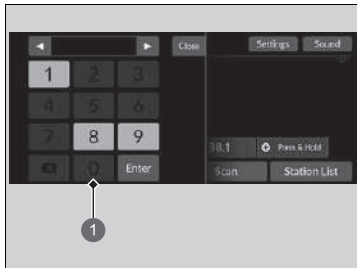 Close
Settings
Sound
1 2 3
4 5 6
7 8 9
0 Enter
98.1
Press & Hold
Scan
Station List
1